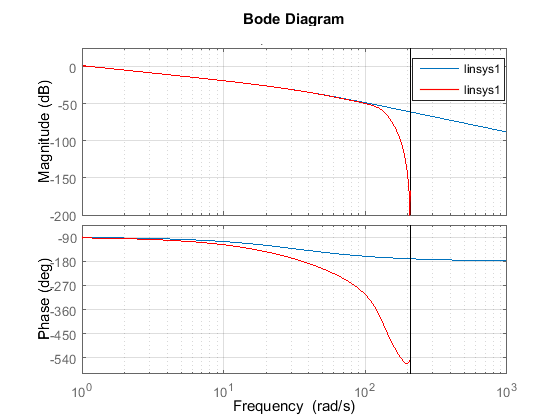 Bode Diagram
Magnitude (dB)
0
-50
-100
-150
-200
linsys1
linsys1
Phase (deg)
-90
-180
-270
-360
-450
-540
10^0
10^1
10^2
10^3
Frequency (rad/s)